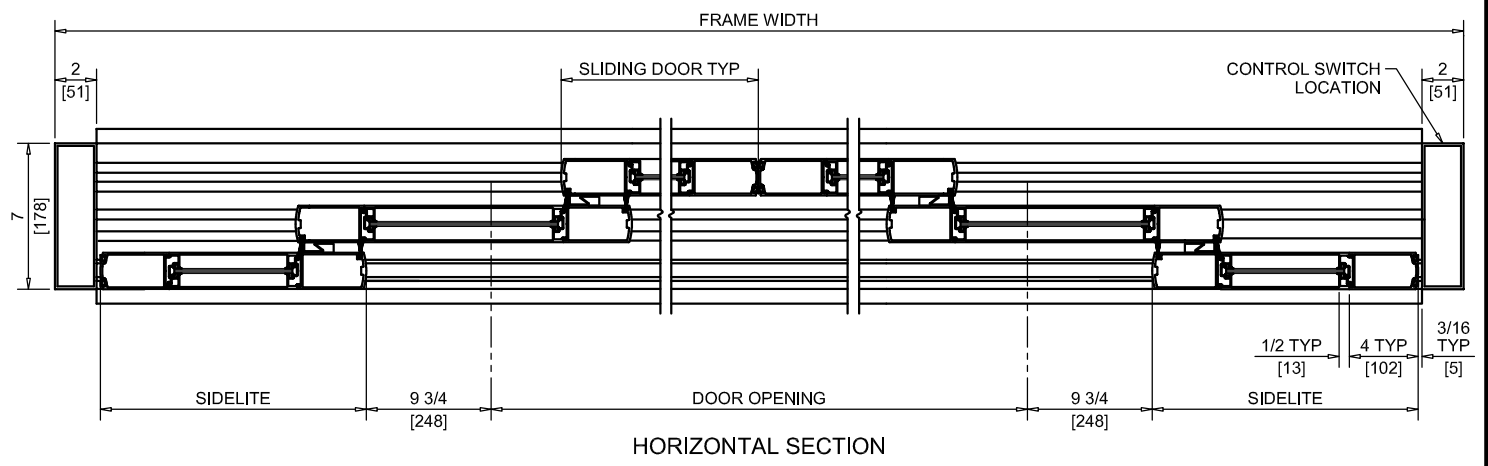 FRAME WIDTH
2
[51]
SLIDING DOOR TYP
CONTROL SWITCH
LOCATION
2
[51]
7
[178]
1/2 TYP
[13]
4 TYP
[102]
3/16
TYP
[5]
SIDELITE
9 3/4
[248]
DOOR OPENING
9 3/4
[248]
SIDELITE
HORIZONTAL SECTION